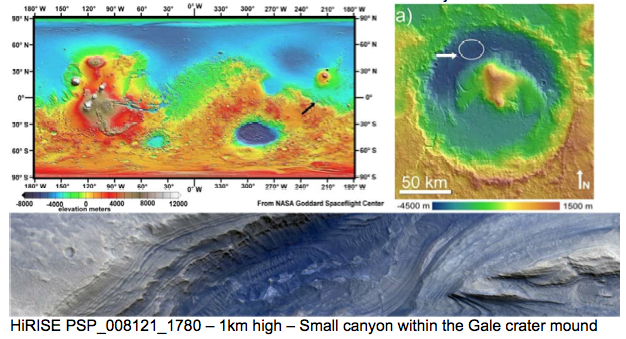 180° W 150° W 120° W 90° W 60° W 30° W 0° W 330° W 300° W 270° W 240° W 210° W 180° W
90° N 90° N
60° N 60° N
30° N 30° N
0° 0°
30° S 30° S
60° S 60° S
90° S 90° S
180° W 150° W 120° W 90° W 60° W 30° W 0° W 330° W 300° W 270° W 240° W 210° W 180° W
-8000 -4000 0 4000 8000 12000
elevation meters
From NASA Goddard Spaceflight Center
a)
50 km
N
-4500 m 1500 m
HiRISE PSP_008121_1780 – 1km high – Small canyon within the Gale crater mound